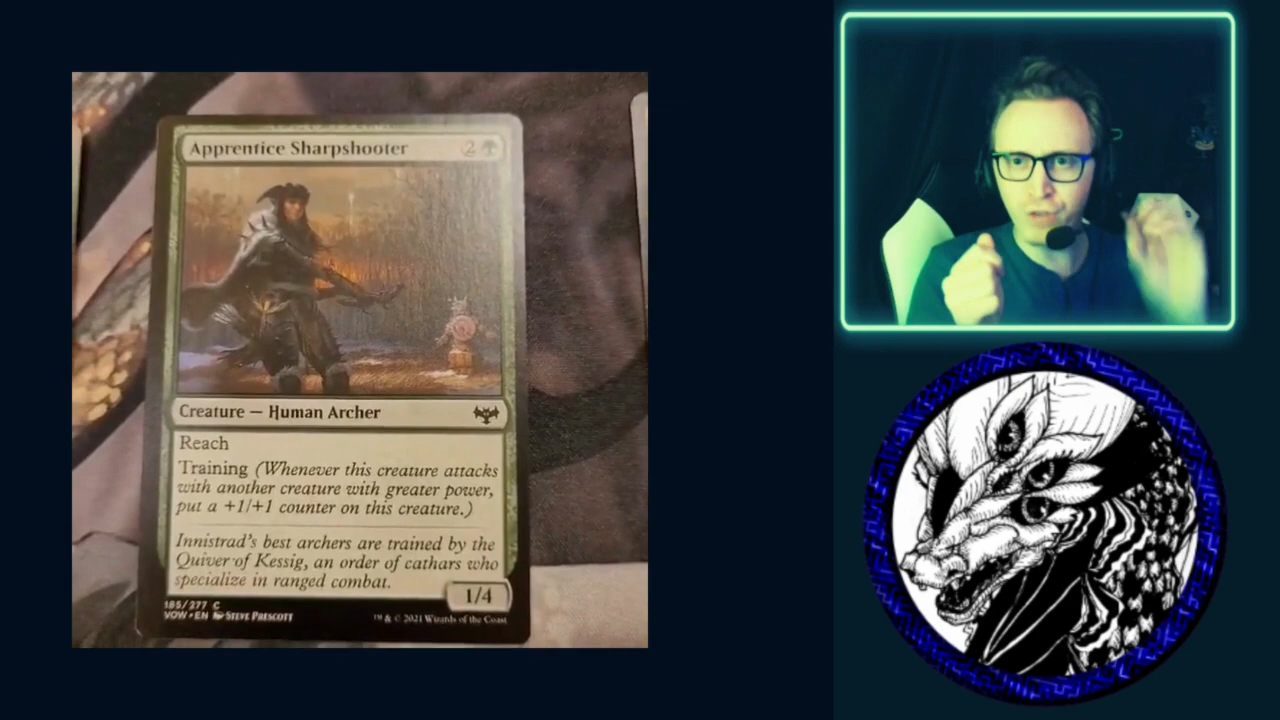 Apprentice Sharpshooter 2
Creature — Human Archer
Reach
Training (Whenever this creature attacks
with another creature with greater power,
put a +1/+1 counter on this creature.)
Innistrad's best archers are trained by the
Quiver of Kessig, an order of cathars who
specialize in ranged combat.
1/4
185/277 C
VOW • EN Steve Prescott
™ & © 2021 Wizards of the Coast